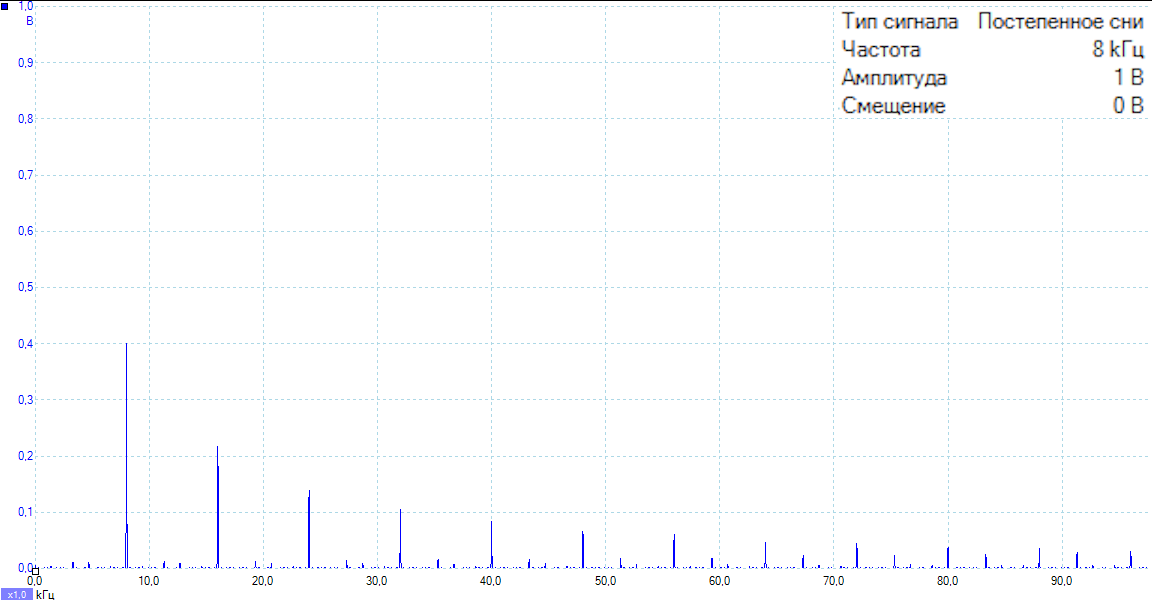 1,0
В
0,9
0,8
0,7
0,6
0,5
0,4
0,3
0,2
0,1
0,0
Тип сигнала Постепенное сни
Частота 8 kГц
Амплитуда 1 В
Смещение 0 В
0,0 10,0 20,0 30,0 40,0 50,0 60,0 70,0 80,0 90,0
x1,0 kГц